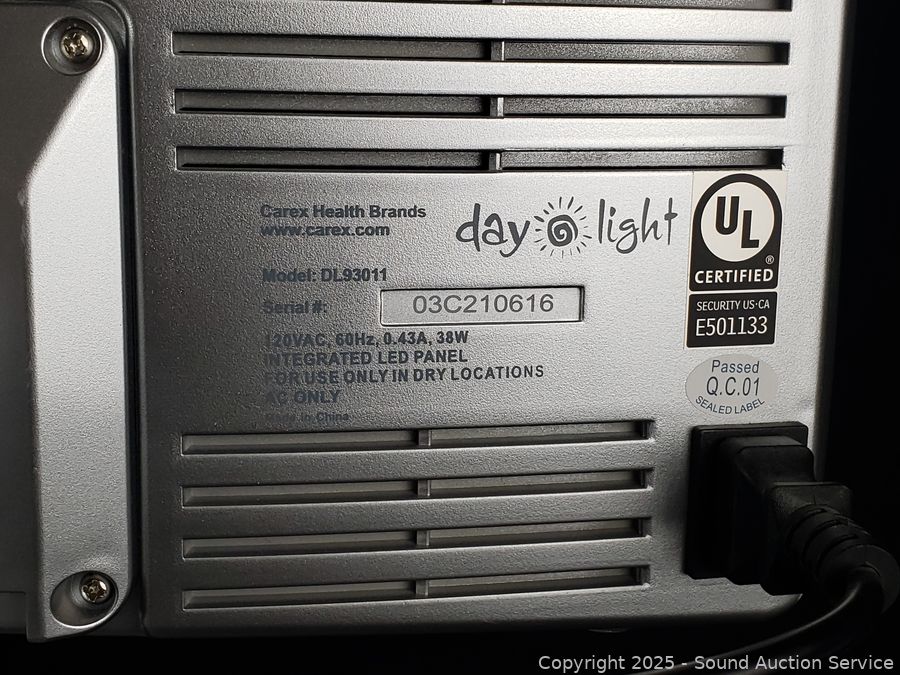 Carex Health Brands
www.carex.com
day light
Model: DL93011
Serial #: 03C210616
120VAC, 60Hz, 0.43A, 38W
INTEGRATED LED PANEL
FOR USE ONLY IN DRY LOCATIONS
AC ONLY
Made in China
UL
®
CERTIFIED
SECURITY US·CA
E501133
Passed
Q.C.01
SEALED LABEL
Copyright 2025 - Sound Auction Service